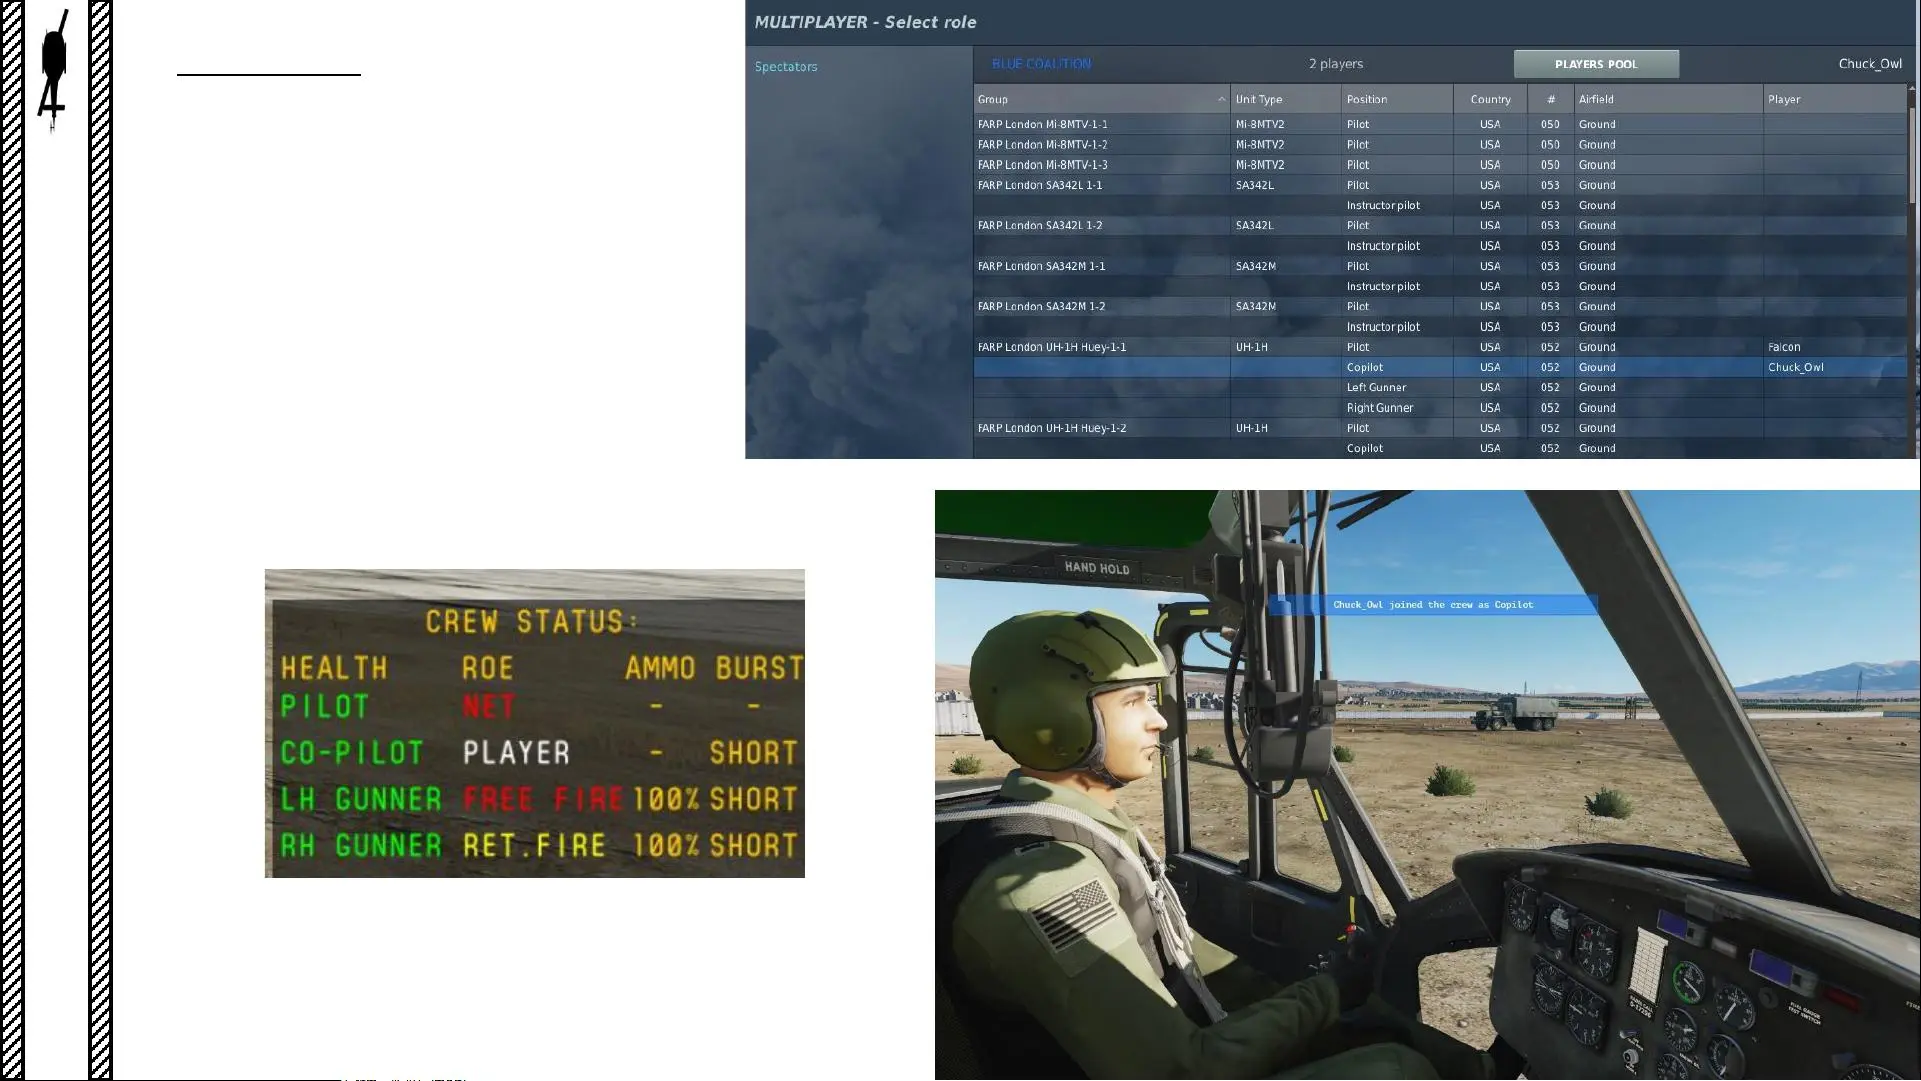 MULTIPLAYER - Select role
Spectators
BLUE COALITION 2 players PLAYERS POOL Chuck_Owl
Group Unit Type Position Country # Airfield Player
FARP London Mi-8MTV-1-1 Mi-8MTV2 Pilot USA 050 Ground
FARP London Mi-8MTV-1-2 Mi-8MTV2 Pilot USA 050 Ground
FARP London Mi-8MTV-1-3 Mi-8MTV2 Pilot USA 050 Ground
FARP London SA342L 1-1 SA342L Pilot USA 053 Ground
Instructor pilot USA 053 Ground
FARP London SA342L 1-2 SA342L Pilot USA 053 Ground
Instructor pilot USA 053 Ground
FARP London SA342M 1-1 SA342M Pilot USA 053 Ground
Instructor pilot USA 053 Ground
FARP London SA342M 1-2 SA342M Pilot USA 053 Ground
Instructor pilot USA 053 Ground
FARP London UH-1H Huey-1-1 UH-1H Pilot USA 052 Ground Falcon
Copilot USA 052 Ground Chuck_Owl
Left Gunner USA 052 Ground
Right Gunner USA 052 Ground
FARP London UH-1H Huey-1-2 UH-1H Pilot USA 052 Ground
Copilot USA 052 Ground
HAND HOLD
Chuck_Owl joined the crew as Copilot
CREW STATUS:
HEALTH ROE AMMO BURST
PILOT NET - -
CO-PILOT PLAYER - SHORT
LH GUNNER FREE FIRE 100% SHORT
RH GUNNER RET.FIRE 100% SHORT